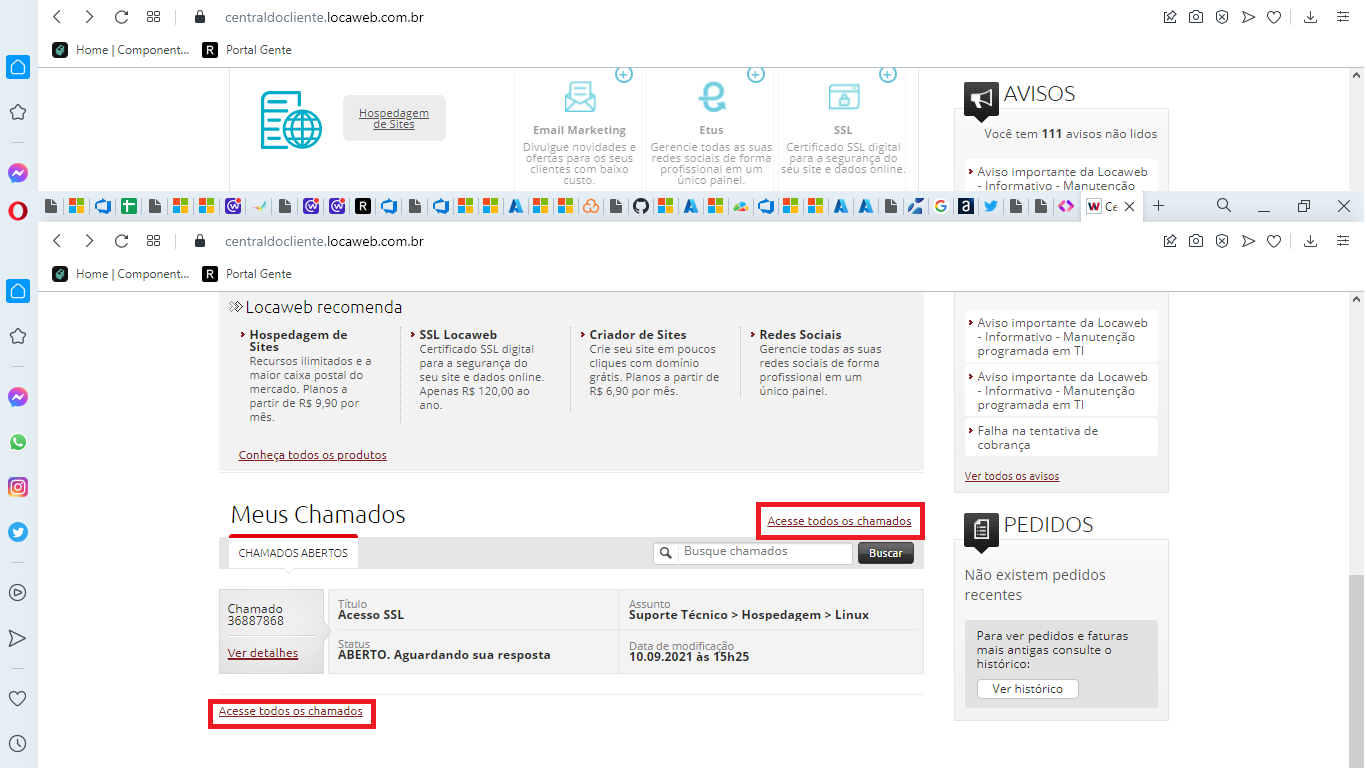 centraldocliente.locaweb.com.br
Home | Component...
R
Portal Gente
Hospedagem
de Sites
Email Marketing
Divulgue novidades e
ofertas para os seus
clientes com baixo
custo.
Etus
Gerencie todas as suas
redes sociais de forma
profissional em um
único painel.
SSL
Certificado SSL digital
para a segurança do
seu site e dados online.
AVISOS
Você tem 111 avisos não lidos
Aviso importante da Locaweb
- Informativo - Manutenção
Ce
centraldocliente.locaweb.com.br
Home | Component...
R
Portal Gente
Locaweb recomenda
Hospedagem de
Sites
Recursos ilimitados e a
maior caixa postal do
mercado. Planos a
partir de R$ 9,90 por
mês.
SSL Locaweb
Certificado SSL digital
para a segurança do
seu site e dados online.
Apenas R$ 120,00 ao
ano.
Criador de Sites
Crie seu site em poucos
cliques com domínio
grátis. Planos a partir de
R$ 6,90 por mês.
Redes Sociais
Gerencie todas as suas
redes sociais de forma
profissional em um
único painel.
Conheça todos os produtos
Aviso importante da Locaweb
- Informativo - Manutenção
programada em TI
Aviso importante da Locaweb
- Informativo - Manutenção
programada em TI
Falha na tentativa de
cobrança
Ver todos os avisos
Meus Chamados
Acesse todos os chamados
CHAMADOS ABERTOS
Busque chamados
Buscar
Chamado
36887868
Ver detalhes
Título
Acesso SSL
Assunto
Suporte Técnico > Hospedagem > Linux
Status
ABERTO. Aguardando sua resposta
Data de modificação
10.09.2021 às 15h25
Acesse todos os chamados
PEDIDOS
Não existem pedidos
recentes
Para ver pedidos e faturas
mais antigas consulte o
histórico:
Ver histórico